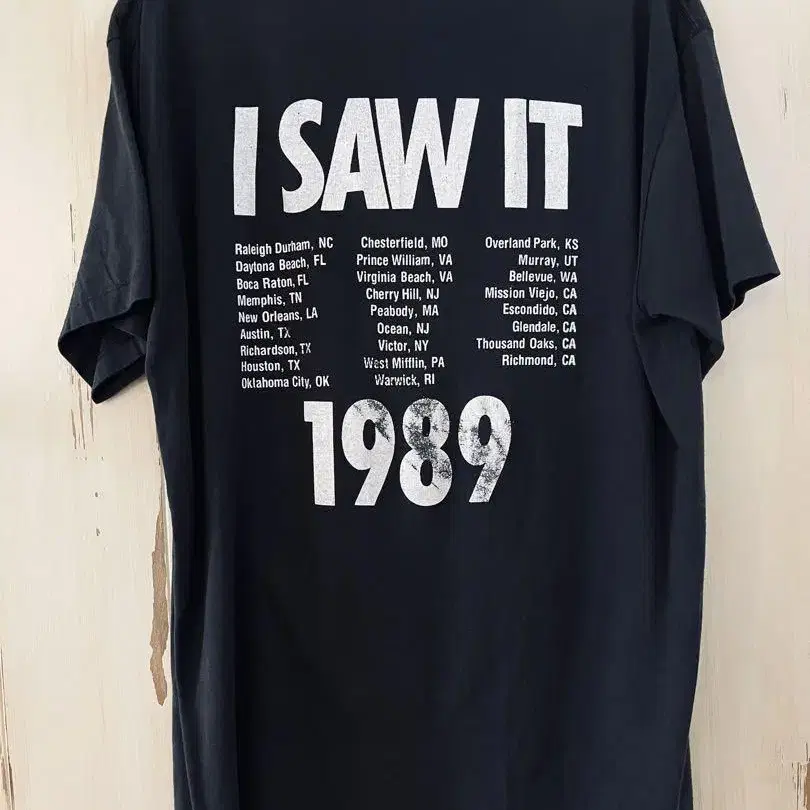 I SAW IT
Raleigh Durham, NC
Daytona Beach, FL
Boca Raton, FL
Memphis, TN
New Orleans, LA
Austin, TX
Richardson, TX
Houston, TX
Oklahoma City, OK
Chesterfield, MO
Prince William, VA
Virginia Beach, VA
Cherry Hill, NJ
Peabody, MA
Ocean, NJ
Victor, NY
West Mifflin, PA
Warwick, RI
Overland Park, KS
Murray, UT
Bellevue, WA
Mission Viejo, CA
Escondido, CA
Glendale, CA
Thousand Oaks, CA
Richmond, CA
1989